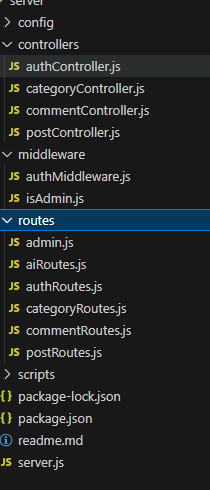 server
config
controllers
JS authController.js
JS categoryController.js
JS commentController.js
JS postController.js
middleware
JS authMiddleware.js
JS isAdmin.js
routes
JS admin.js
JS aiRoutes.js
JS authRoutes.js
JS categoryRoutes.js
JS commentRoutes.js
JS postRoutes.js
scripts
{} package-lock.json
{} package.json
readme.md
JS server.js